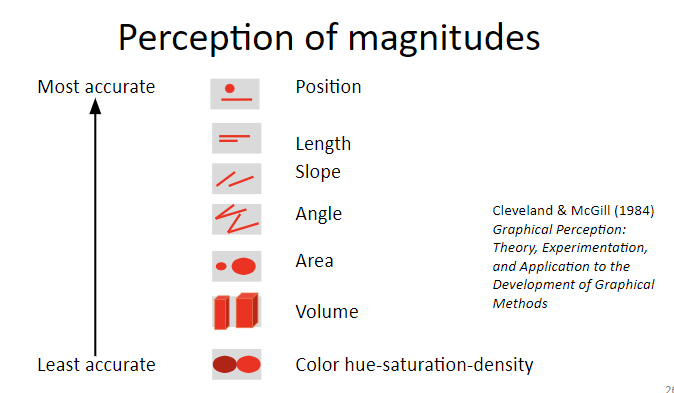 Perception of magnitudes
Most accurate
Position
Length
Slope
Angle
Area
Volume
Least accurate
Color hue-saturation-density
Cleveland & McGill (1984)
Graphical Perception:
Theory, Experimentation,
and Application to the
Development of Graphical
Methods